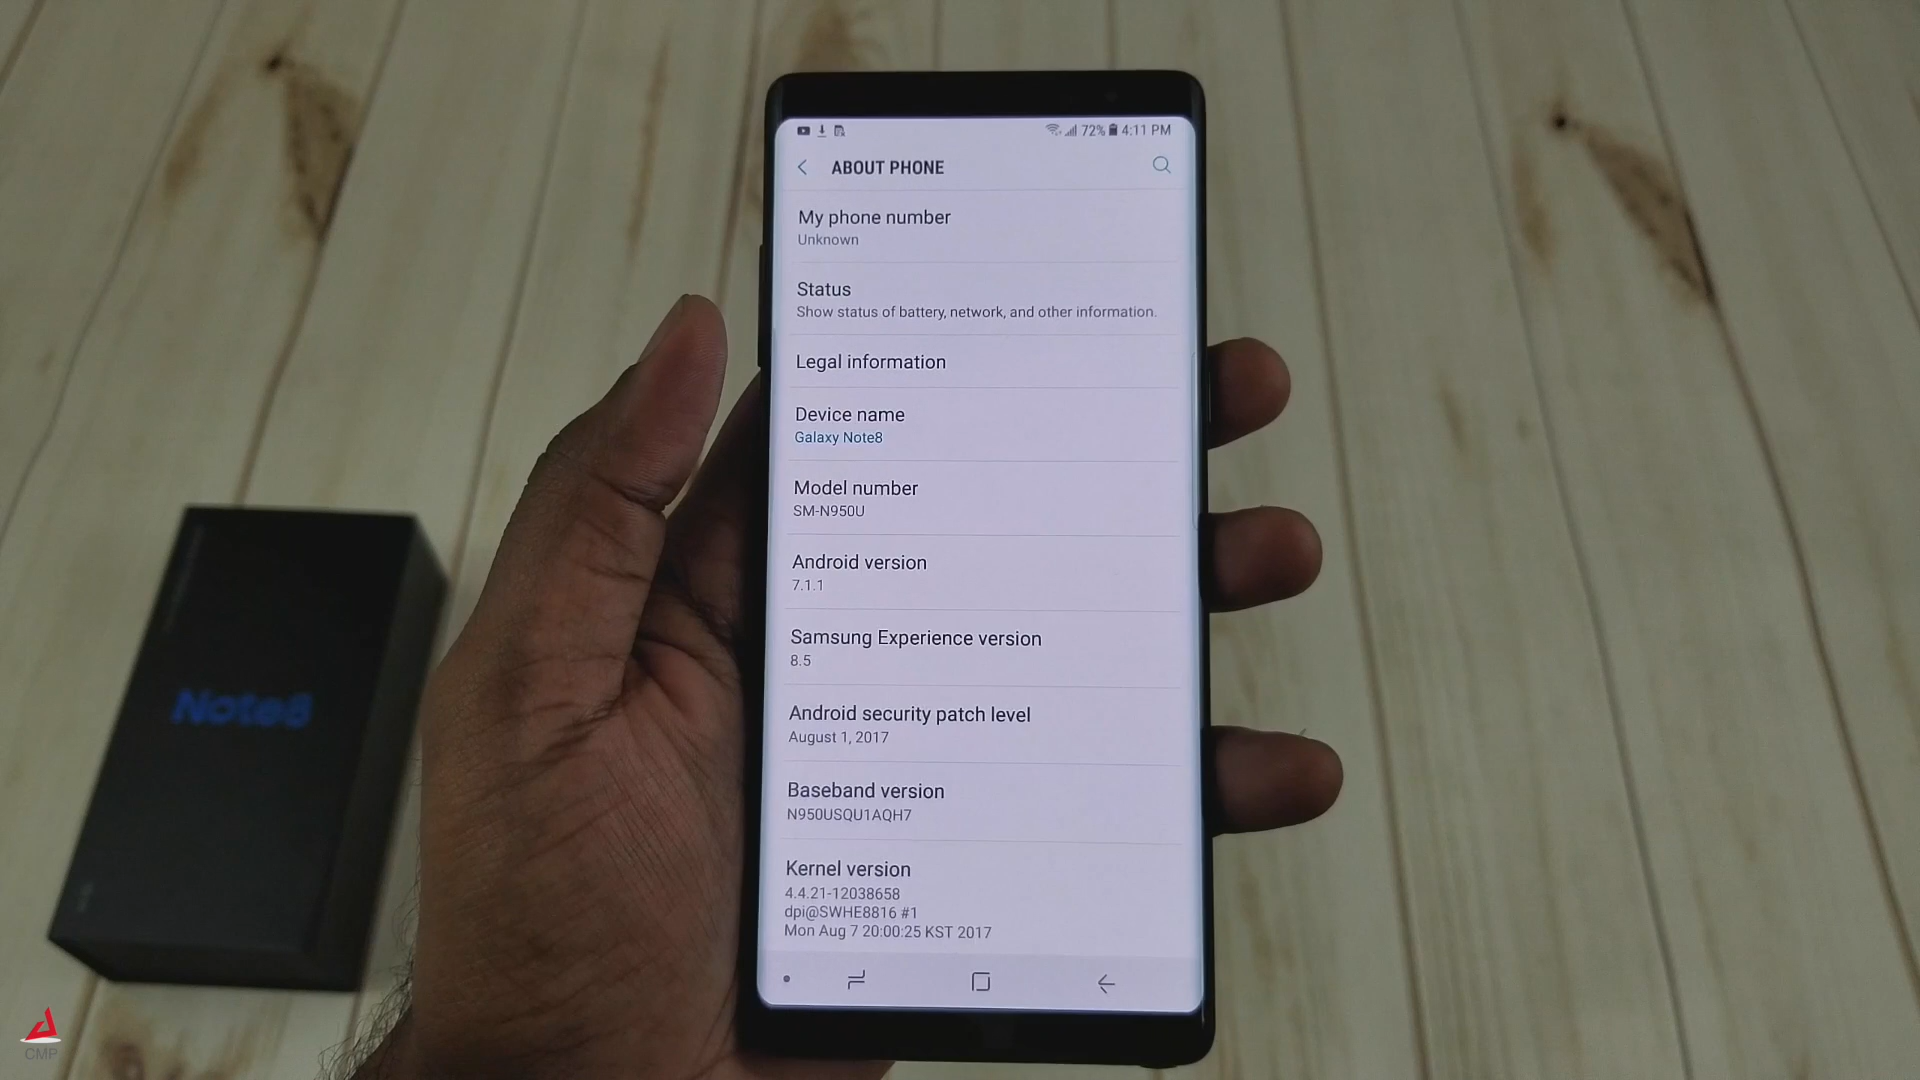 72% 4:11 PM
ABOUT PHONE
My phone number
Unknown
Status
Show status of battery, network, and other information.
Legal information
Device name
Galaxy Note8
Model number
SM-N950U
Android version
7.1.1
Samsung Experience version
8.5
Android security patch level
August 1, 2017
Baseband version
N950USQU1AQH7
Kernel version
4.4.21-12038658
dpi@SWHE8816 #1
Mon Aug 7 20:00:25 KST 2017
Note8
CMP